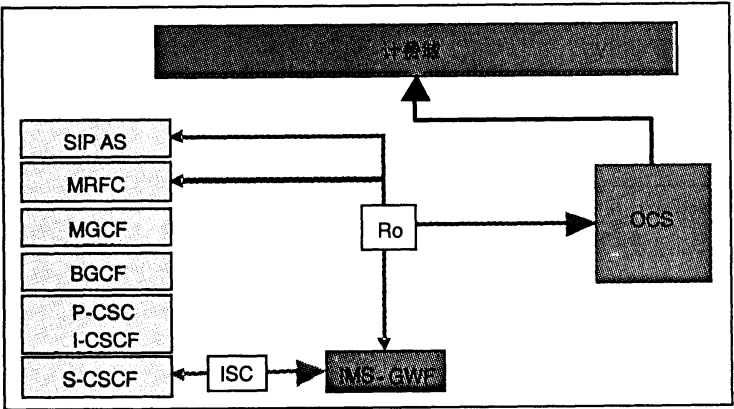 计费域
SIP AS
MRFC
MGCF
BGCF
P-CSC
I-CSCF
S-CSCF
Ro
OCS
ISC
IMS- GWF